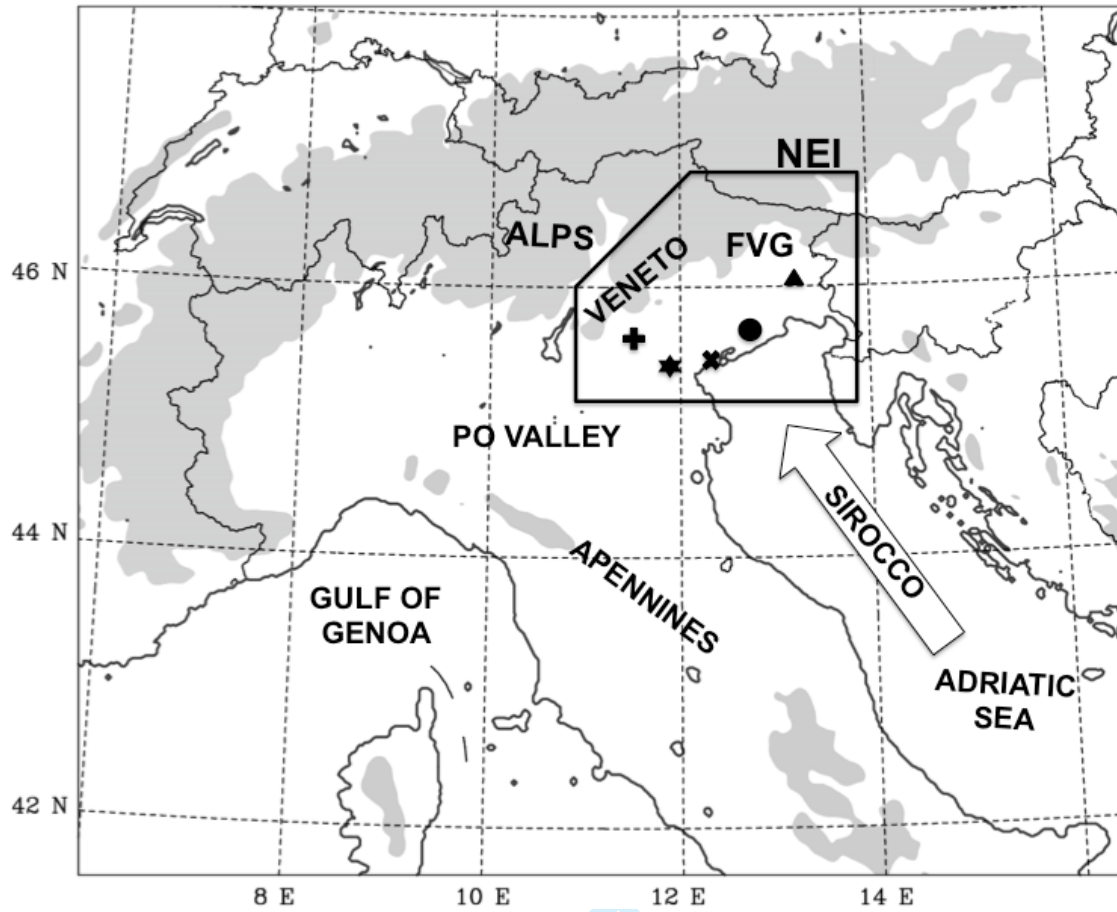 NEI
ALPS
VENETO
FVG
46 N
PO VALLEY
SIROCCO
44 N
APENNINES
GULF OF
GENOA
ADRIATIC
SEA
42 N
8 E
10 E
12 E
14 E